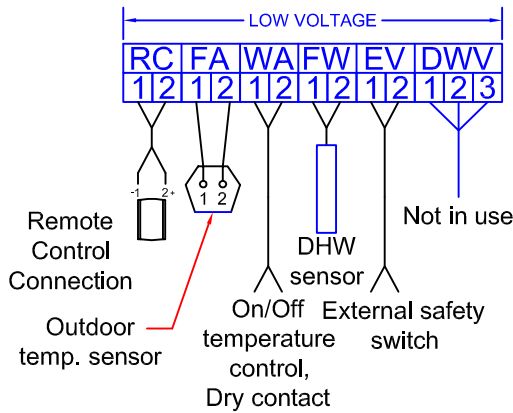 LOW VOLTAGE
RC FA WA FW EV DWV
1 2 1 2 1 2 1 2 1 2 1 2 3
-1 2+
1 2
Remote
Control
Connection
Outdoor
temp. sensor
DHW
sensor
On/Off
temperature
control,
Dry contact
External safety
switch
Not in use